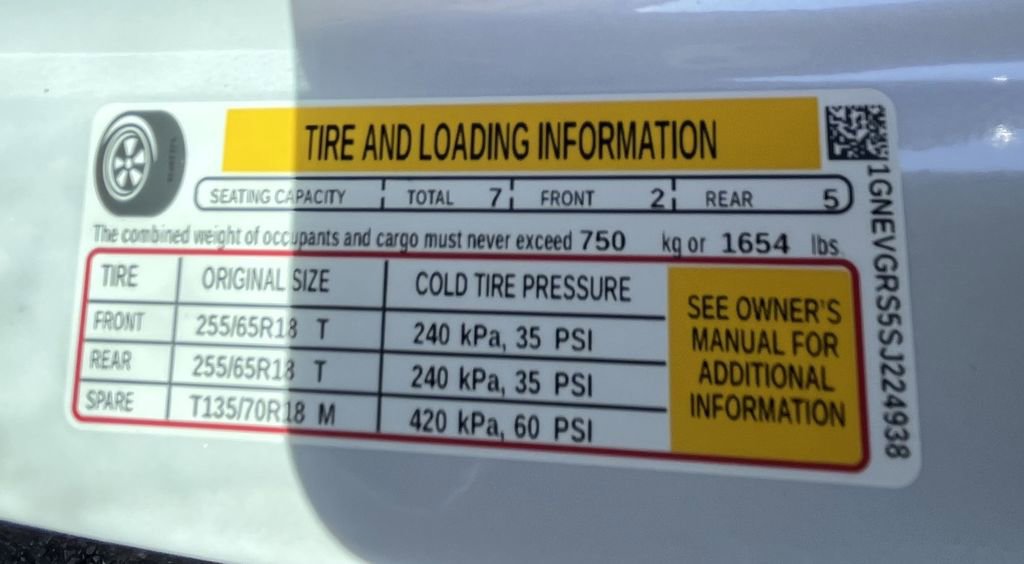 TIRE AND LOADING INFORMATION
SEATING CAPACITY TOTAL 7 FRONT 2 REAR 5
The combined weight of occupants and cargo must never exceed 750 kg or 1654 lbs.
TIRE ORIGINAL SIZE COLD TIRE PRESSURE
FRONT 255/65R18 T 240 kPa, 35 PSI
REAR 255/65R18 T 240 kPa, 35 PSI
SPARE T135/70R18 M 420 kPa, 60 PSI
SEE OWNER'S
MANUAL FOR
ADDITIONAL
INFORMATION
1GNEVGRS5SJ224938